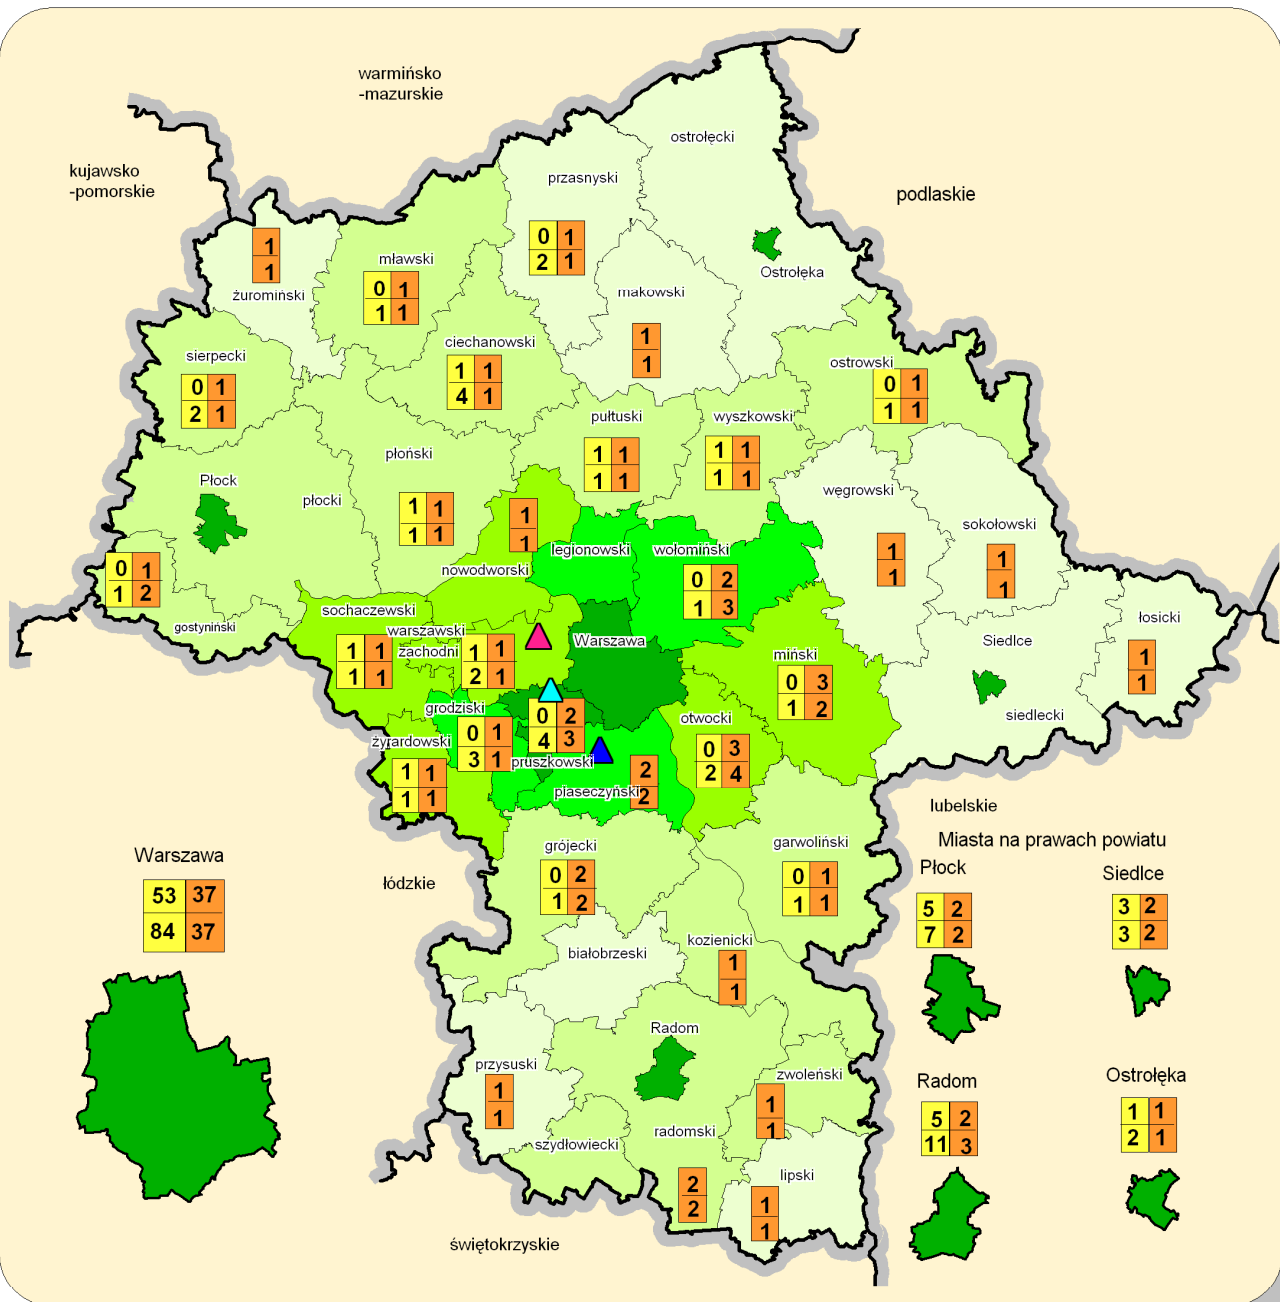 warmińsko
-mazurskie
kujawsko
-pomorskie
podlaskie
ostrołęcki
przasnyski
0 1
2 1
1
1
żuromiński
mławski
0 1
1 1
Ostrołęka
makowski
1
1
ciechanowski
1 1
4 1
sierpecki
0 1
2 1
ostrowski
0 1
1 1
pułtuski
1 1
1 1
wyszkowski
1 1
1 1
płoński
1 1
1 1
Płock
płocki
węgrowski
1
1
sokołowski
1
1
1
1
nowodworski
legionowski
wołomiński
0 2
1 3
0 1
1 2
gostyniński
sochaczewski
1 1
1 1
warszawski
zachodni
1 1
2 1
Warszawa
miński
0 3
1 2
Siedlce
siedlecki
łosicki
1
1
grodziski
0 1
3 1
0 2
4 3
pruszkowski
otwocki
0 3
2 4
żyrardowski
1 1
1 1
piaseczyński
2
2
lubelskie
Miasta na prawach powiatu
grójecki
0 2
1 2
garwoliński
0 1
1 1
łódzkie
Warszawa
53 37
84 37
Płock
5 2
7 2
Siedlce
3 2
3 2
białobrzeski
kozienicki
1
1
Radom
radomski
2
2
przysuski
1
1
zwoleński
1
1
szydłowiecki
lipski
1
1
Radom
5 2
11 3
Ostrołęka
1 1
2 1
świętokrzyskie